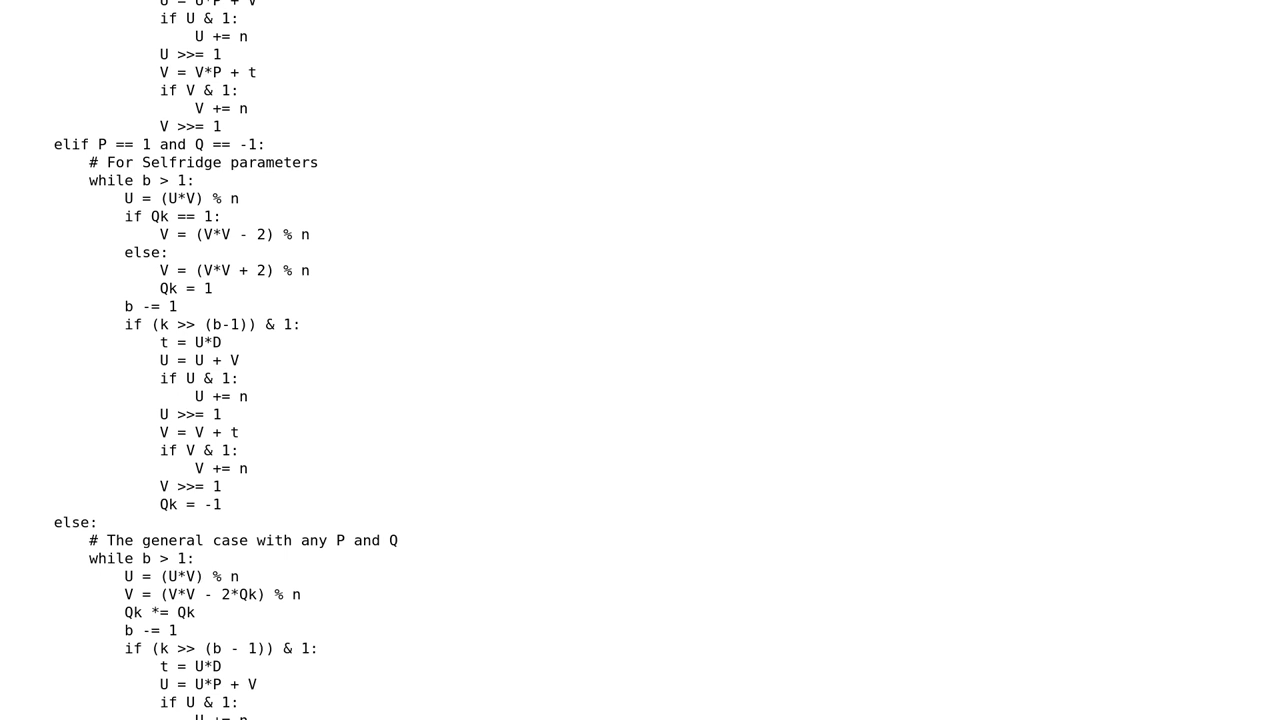 U = U*P + V
            if U & 1:
                U += n
            U >>= 1
            V = V*P + t
            if V & 1:
                V += n
            V >>= 1
elif P == 1 and Q == -1:
    # For Selfridge parameters
    while b > 1:
        U = (U*V) % n
        if Qk == 1:
            V = (V*V - 2) % n
        else:
            V = (V*V + 2) % n
            Qk = 1
        b -= 1
        if (k >> (b-1)) & 1:
            t = U*D
            U = U + V
            if U & 1:
                U += n
            U >>= 1
            V = V + t
            if V & 1:
                V += n
            V >>= 1
            Qk = -1
else:
    # The general case with any P and Q
    while b > 1:
        U = (U*V) % n
        V = (V*V - 2*Qk) % n
        Qk *= Qk
        b -= 1
        if (k >> (b - 1)) & 1:
            t = U*D
            U = U*P + V
            if U & 1:
                U += n